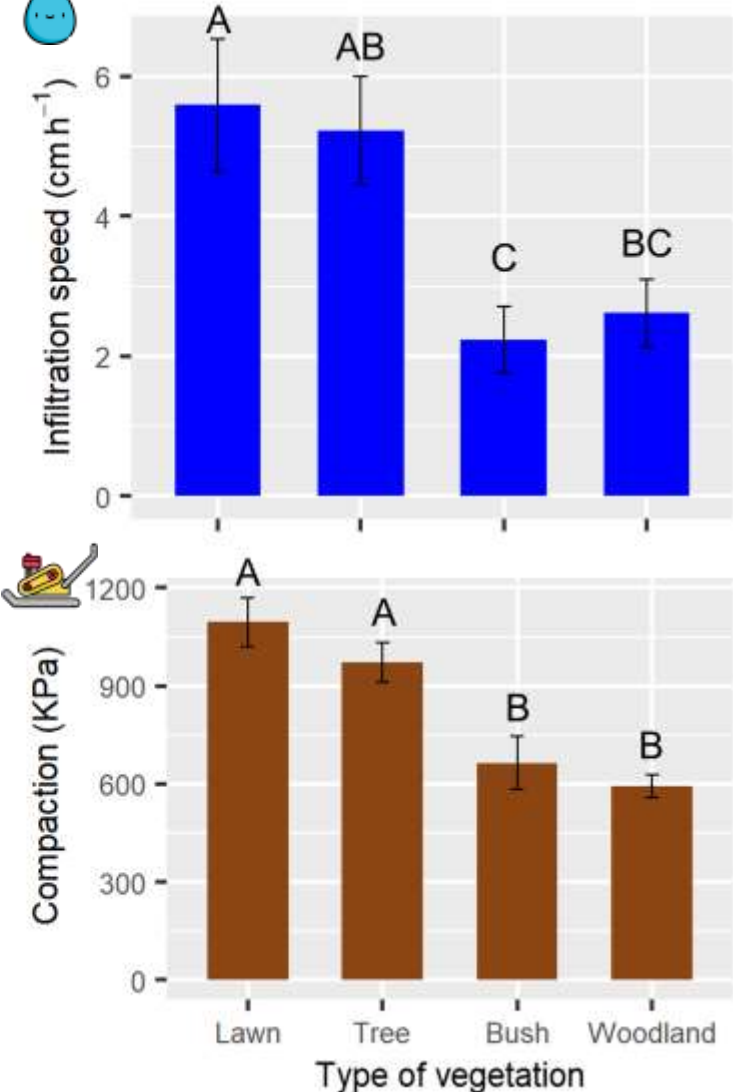 Infiltration speed (cm h⁻¹)
6
4
2
0
A
AB
C
BC
Compaction (KPa)
1200
900
600
300
0
A
A
B
B
Lawn Tree Bush Woodland
Type of vegetation